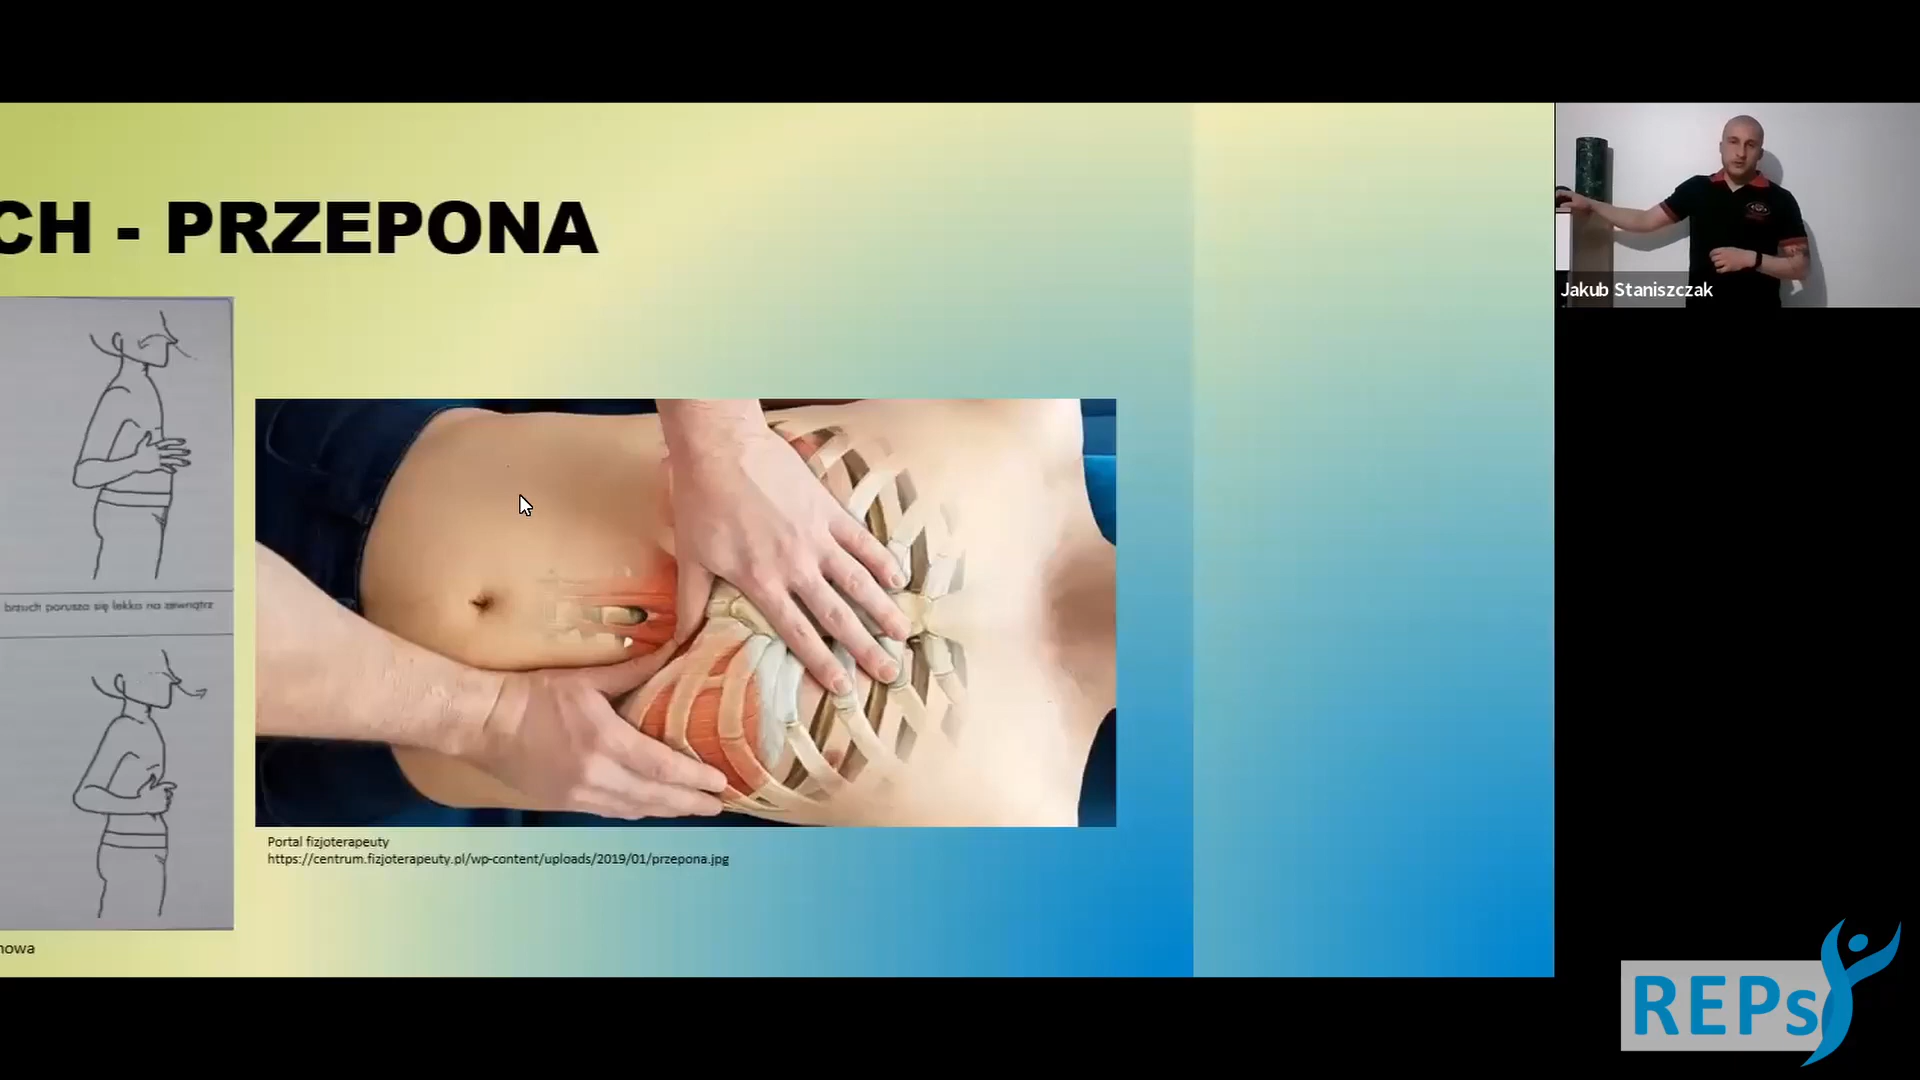 CH - PRZEPONA
Jakub Staniszczak
brzuch porusza się lekko na zewnątrz
Portal fizjoterapeuty
https://centrum.fizjoterapeuty.pl/wp-content/uploads/2019/01/przepona.jpg
nowa
REPs